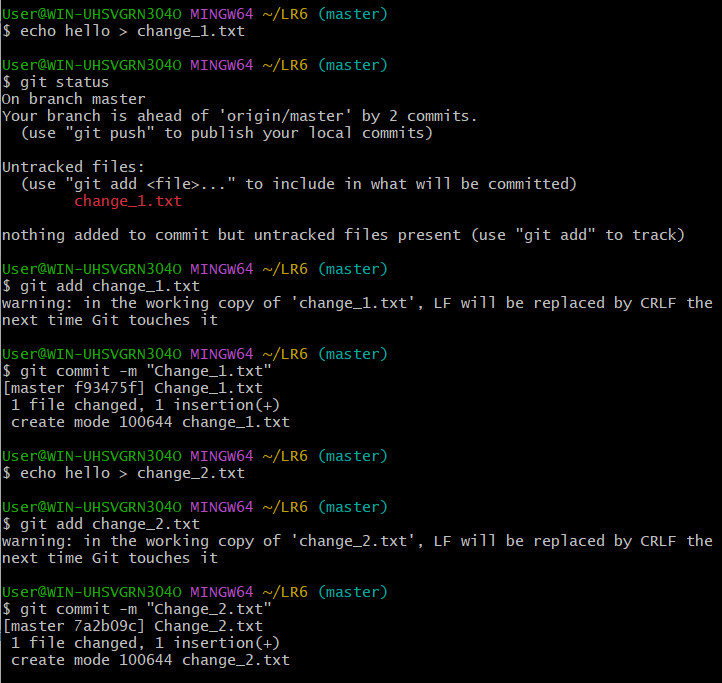 User@WIN-UHSVGRN3O4O MINGW64 ~/LR6 (master)
$ echo hello > change_1.txt
User@WIN-UHSVGRN3O4O MINGW64 ~/LR6 (master)
$ git status
On branch master
Your branch is ahead of 'origin/master' by 2 commits.
  (use "git push" to publish your local commits)
Untracked files:
  (use "git add <file>..." to include in what will be committed)
        change_1.txt
nothing added to commit but untracked files present (use "git add" to track)
User@WIN-UHSVGRN3O4O MINGW64 ~/LR6 (master)
$ git add change_1.txt
warning: in the working copy of 'change_1.txt', LF will be replaced by CRLF the
next time Git touches it
User@WIN-UHSVGRN3O4O MINGW64 ~/LR6 (master)
$ git commit -m "Change_1.txt"
[master f93475f] Change_1.txt
 1 file changed, 1 insertion(+)
 create mode 100644 change_1.txt
User@WIN-UHSVGRN3O4O MINGW64 ~/LR6 (master)
$ echo hello > change_2.txt
User@WIN-UHSVGRN3O4O MINGW64 ~/LR6 (master)
$ git add change_2.txt
warning: in the working copy of 'change_2.txt', LF will be replaced by CRLF the
next time Git touches it
User@WIN-UHSVGRN3O4O MINGW64 ~/LR6 (master)
$ git commit -m "Change_2.txt"
[master 7a2b09c] Change_2.txt
 1 file changed, 1 insertion(+)
 create mode 100644 change_2.txt